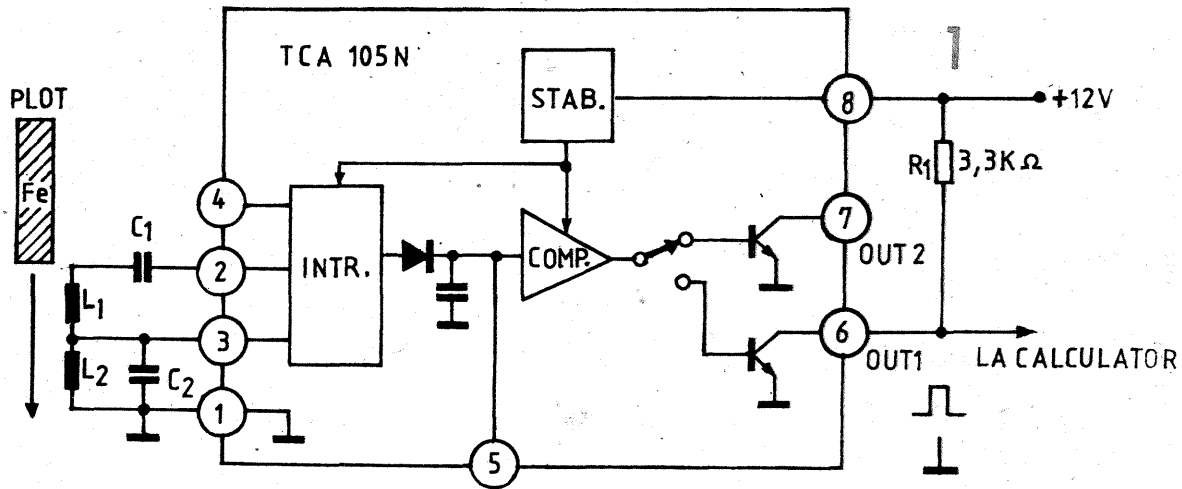 1
TCA 105N
PLOT
STAB.
8
+12V
R1 3,3KΩ
Fe
4
7
C1
2
INTR.
COMP.
OUT 2
L1
3
6
OUT1
LA CALCULATOR
L2
C2
1
5